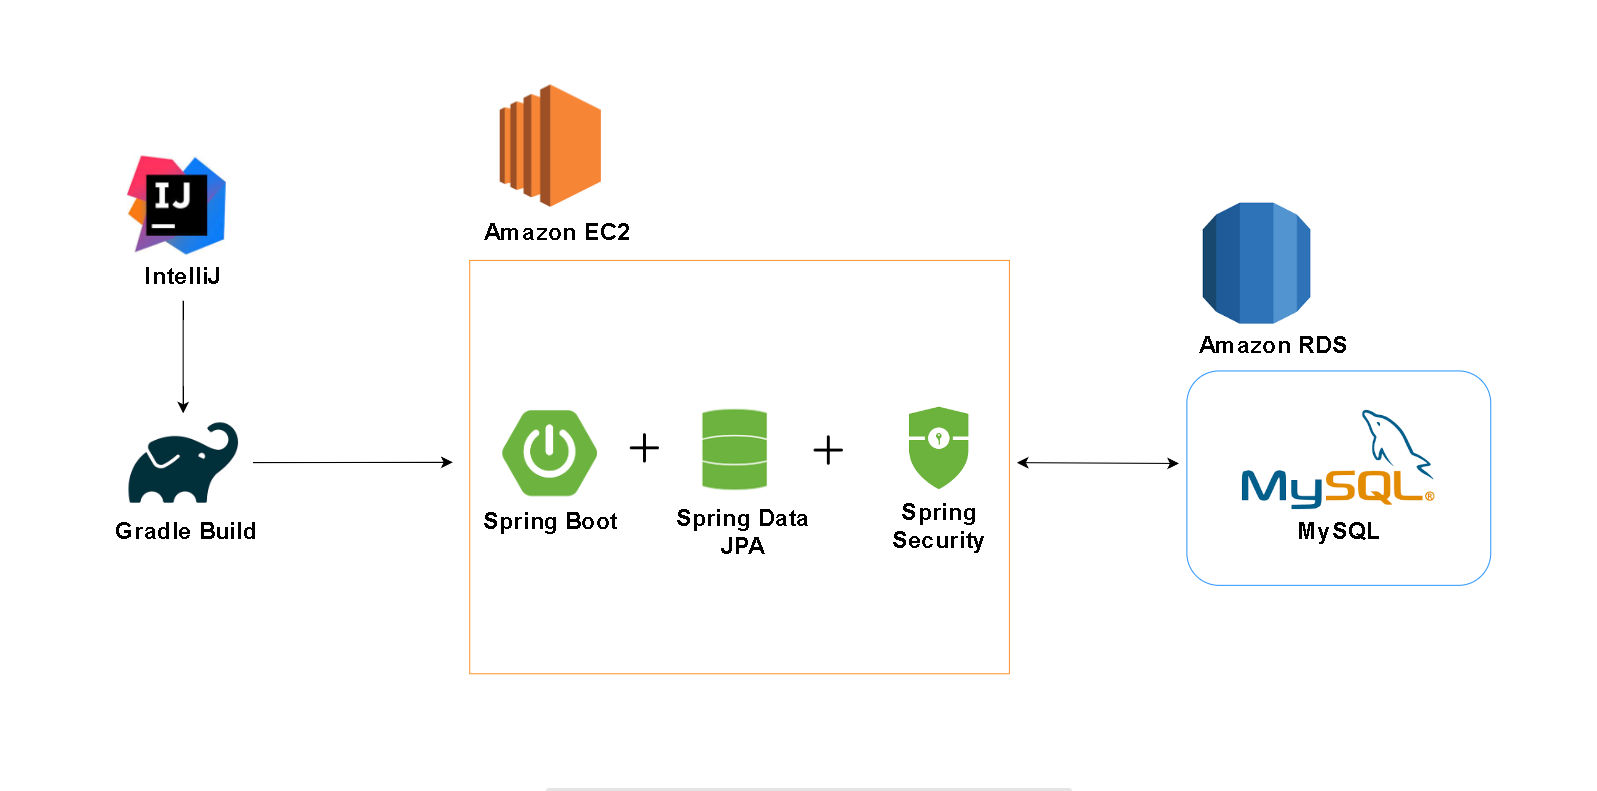 Amazon EC2
IJ
IntelliJ
Amazon RDS
Gradle Build
Spring Boot
Spring Data
JPA
Spring
Security
MySQL®
MySQL